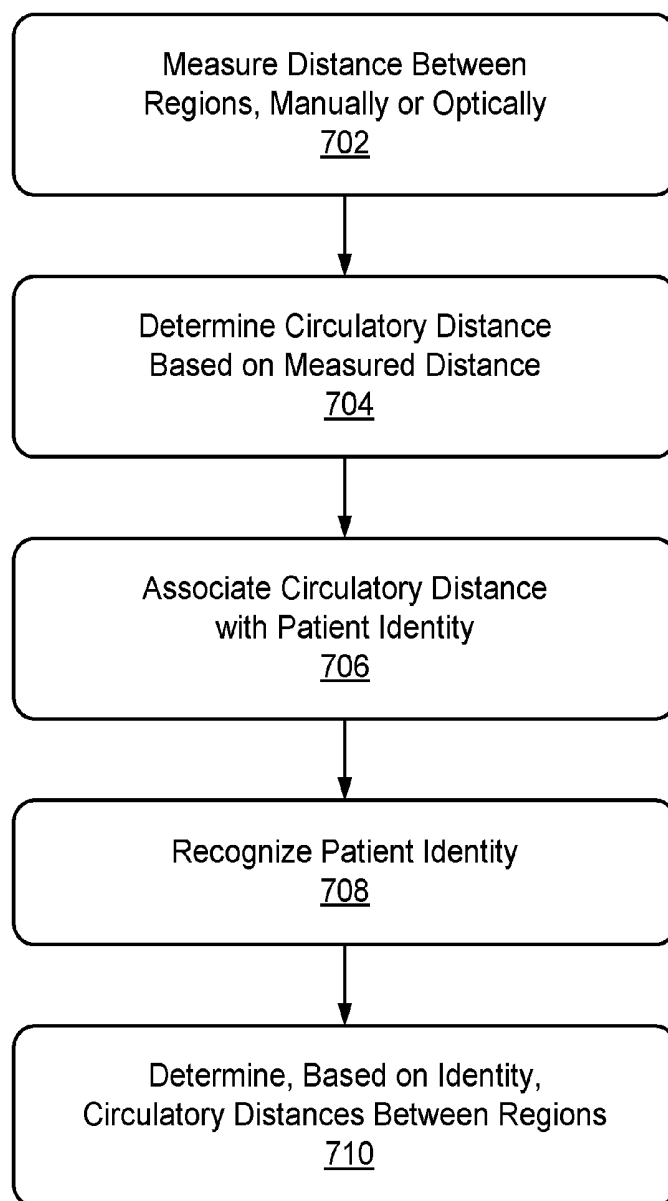 Measure Distance Between
Regions, Manually or Optically
702
Determine Circulatory Distance
Based on Measured Distance
704
Associate Circulatory Distance
with Patient Identity
706
Recognize Patient Identity
708
Determine, Based on Identity,
Circulatory Distances Between Regions
710